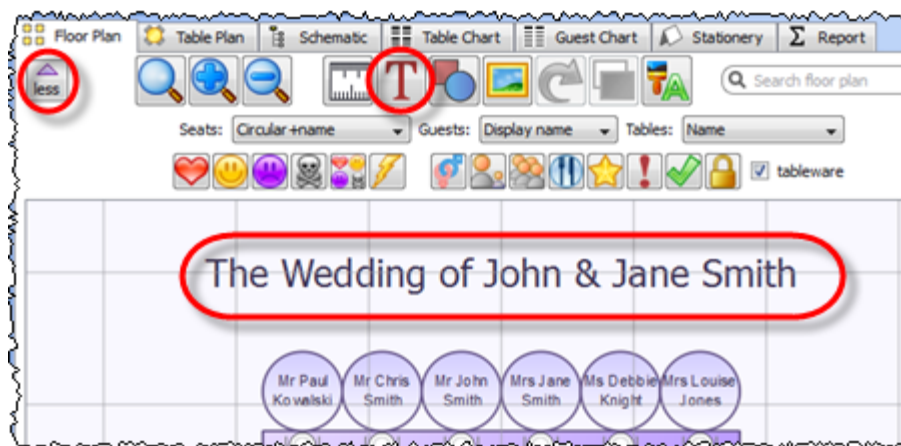 Floor Plan Table Plan Schematic Table Chart Guest Chart Stationery Σ Report
less T A Search floor plan
Seats: Circular +name Guests: Display name Tables: Name
tableware
The Wedding of John & Jane Smith
Mr Paul Mr Chris Mr John Mrs Jane Ms Debbie Mrs Louise
Kowalski Smith Smith Smith Knight Jones